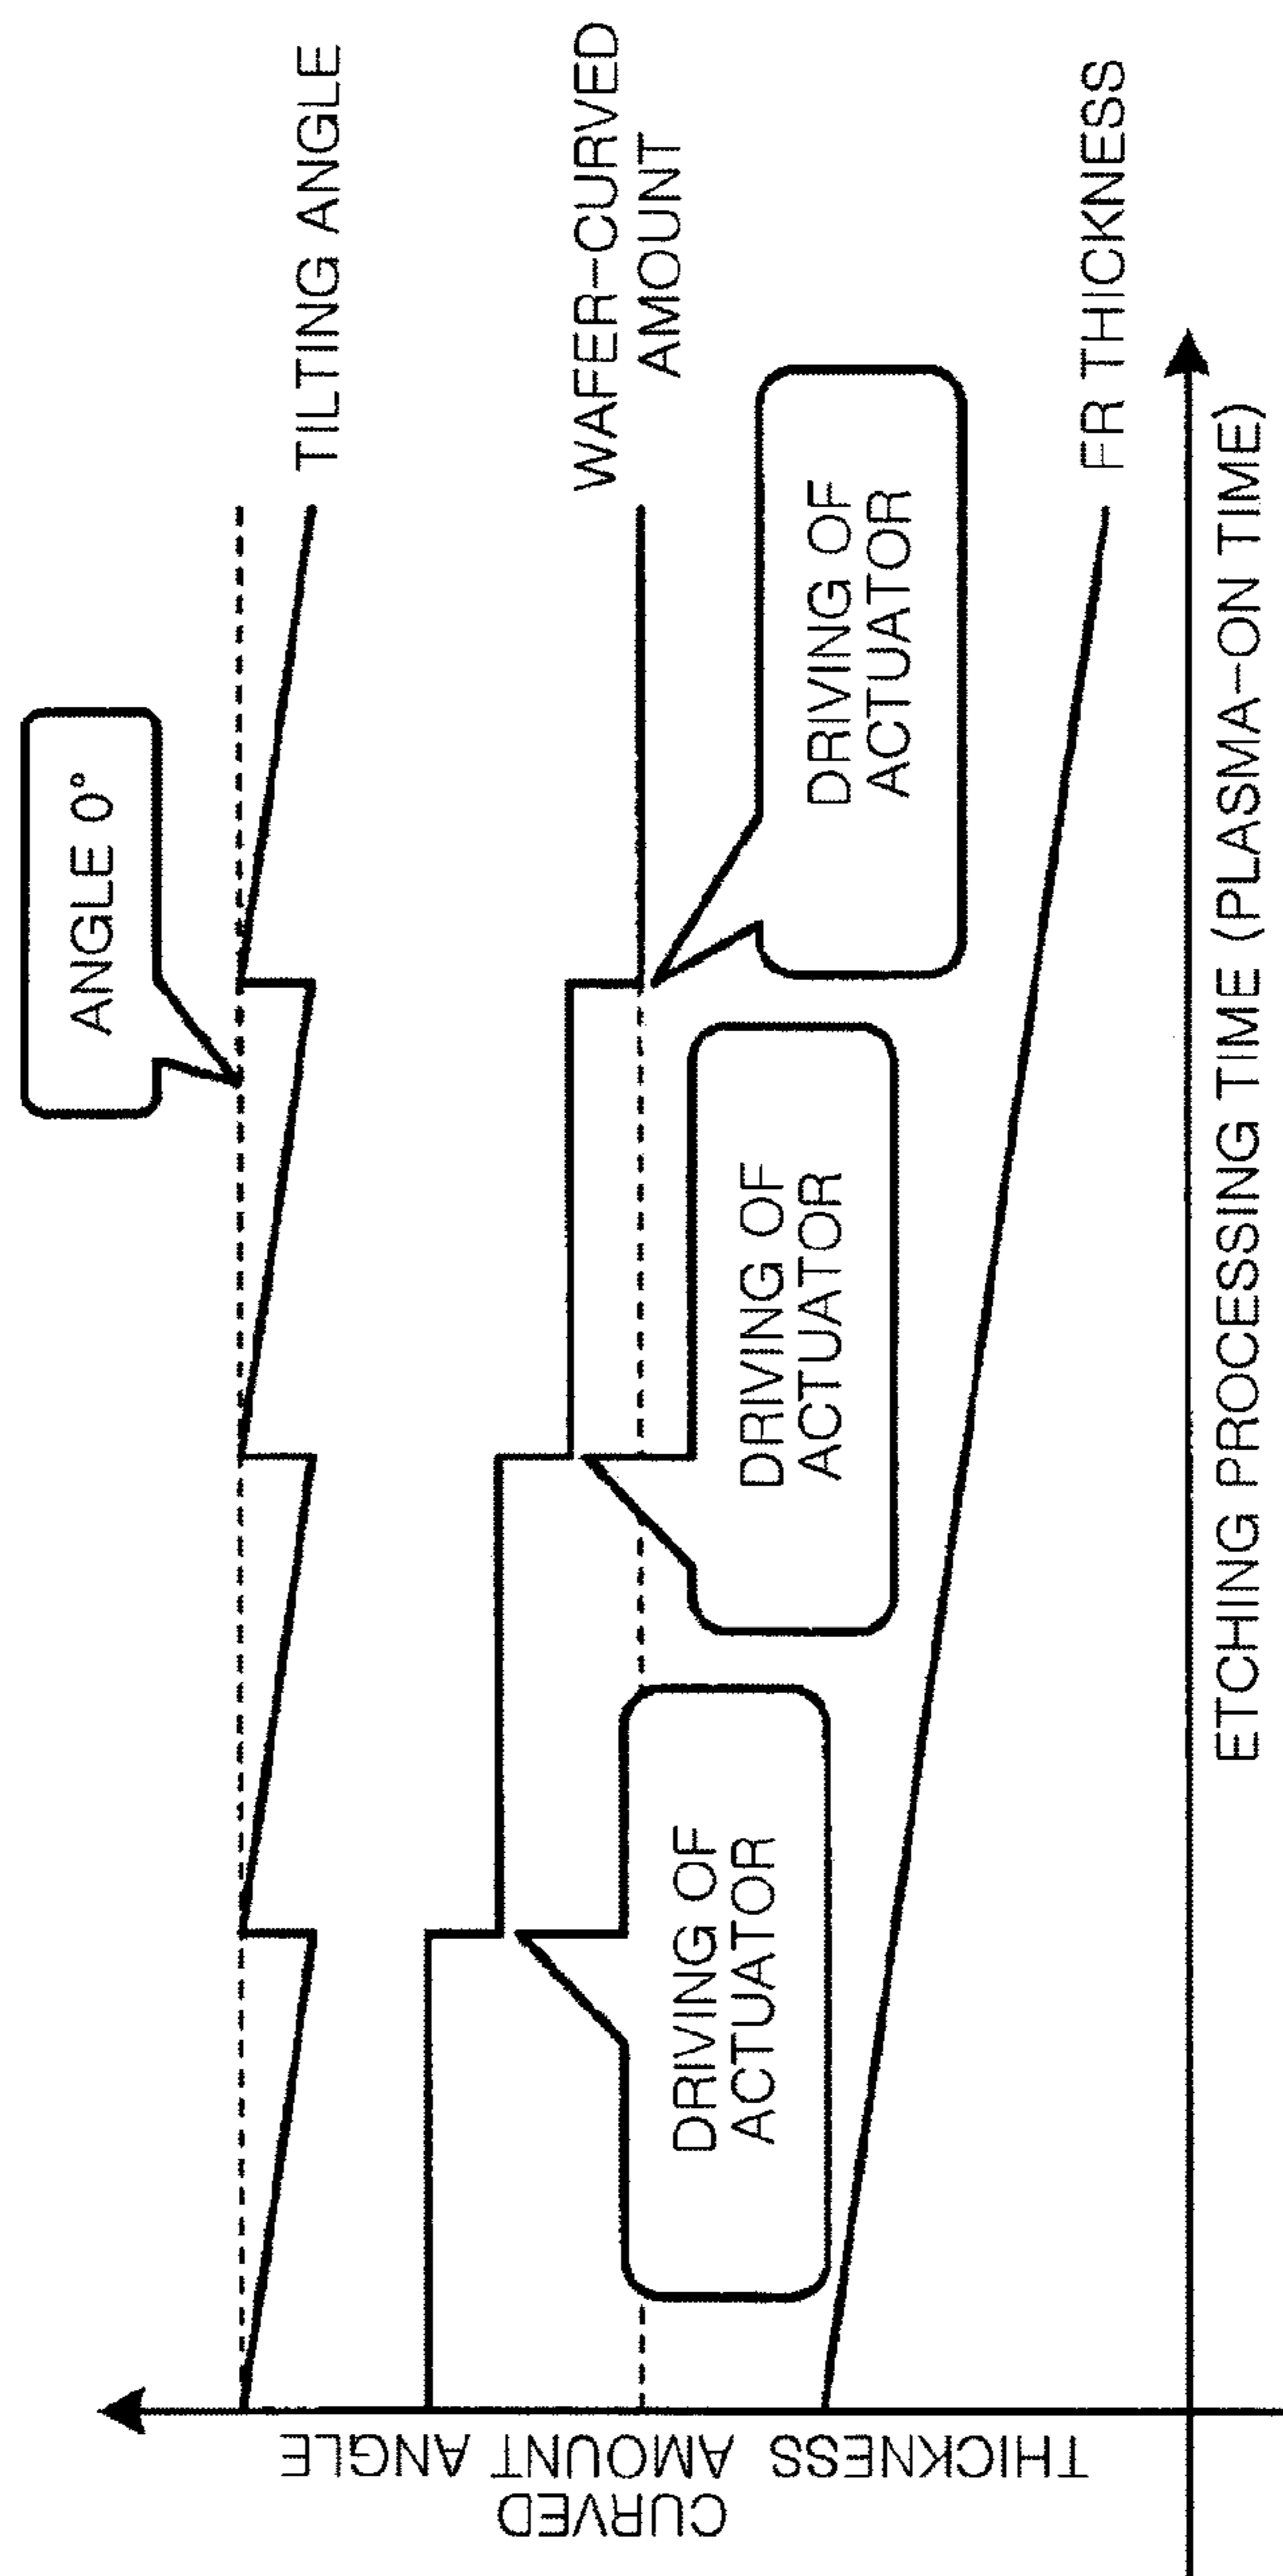 ANGLE 0°
TILTING ANGLE
WAFER-CURVED
AMOUNT
DRIVING OF
ACTUATOR
DRIVING OF
ACTUATOR
DRIVING OF
ACTUATOR
FR THICKNESS
THICKNESS
CURVED
AMOUNT
ANGLE
ETCHING PROCESSING TIME (PLASMA-ON TIME)